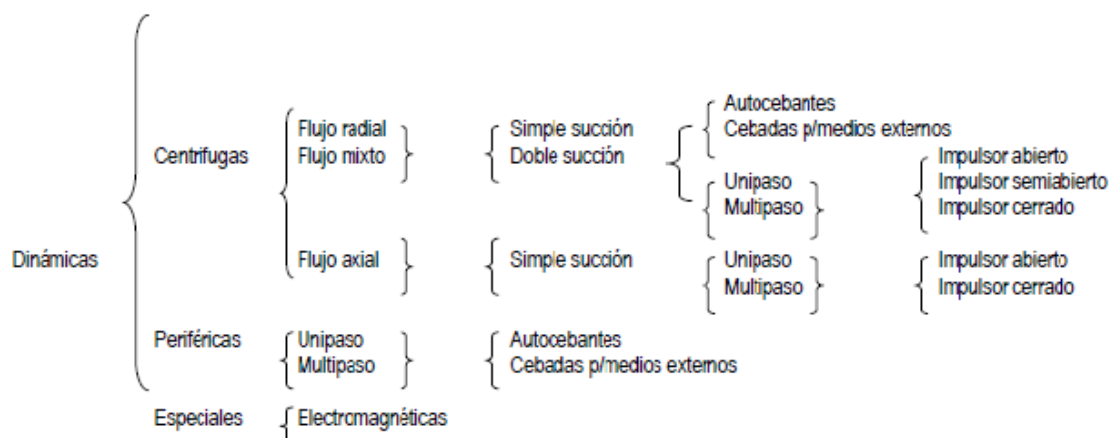 Autocebantes
Flujo radial Simple succión Cebadas p/medios externos
Centrifugas Flujo mixto Doble succión Impulsor abierto
Unipaso Impulsor semiabierto
Multipaso Impulsor cerrado
Dinámicas Flujo axial Simple succión Unipaso Impulsor abierto
Multipaso Impulsor cerrado
Periféricas Unipaso Autocebantes
Multipaso Cebadas p/medios externos
Especiales Electromagnéticas